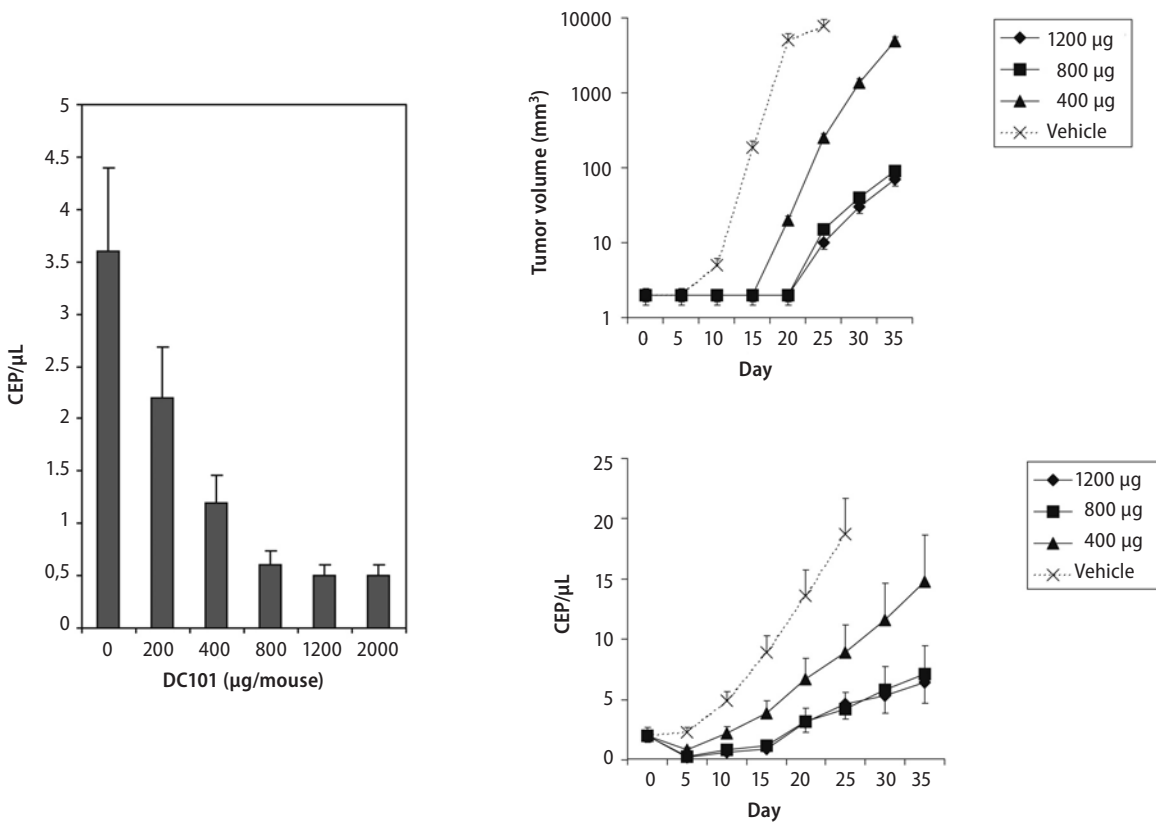 5
4.5
4
3.5
3
2.5
2
1.5
1
0,5
0
CEP/µL
0 200 400 800 1200 2000
DC101 (µg/mouse)
10000
1000
100
10
1
Tumor volume (mm³)
0 5 10 15 20 25 30 35
Day
1200 µg
800 µg
400 µg
Vehicle
25
20
15
10
5
0
CEP/µL
0 5 10 15 20 25 30 35
Day
1200 µg
800 µg
400 µg
Vehicle